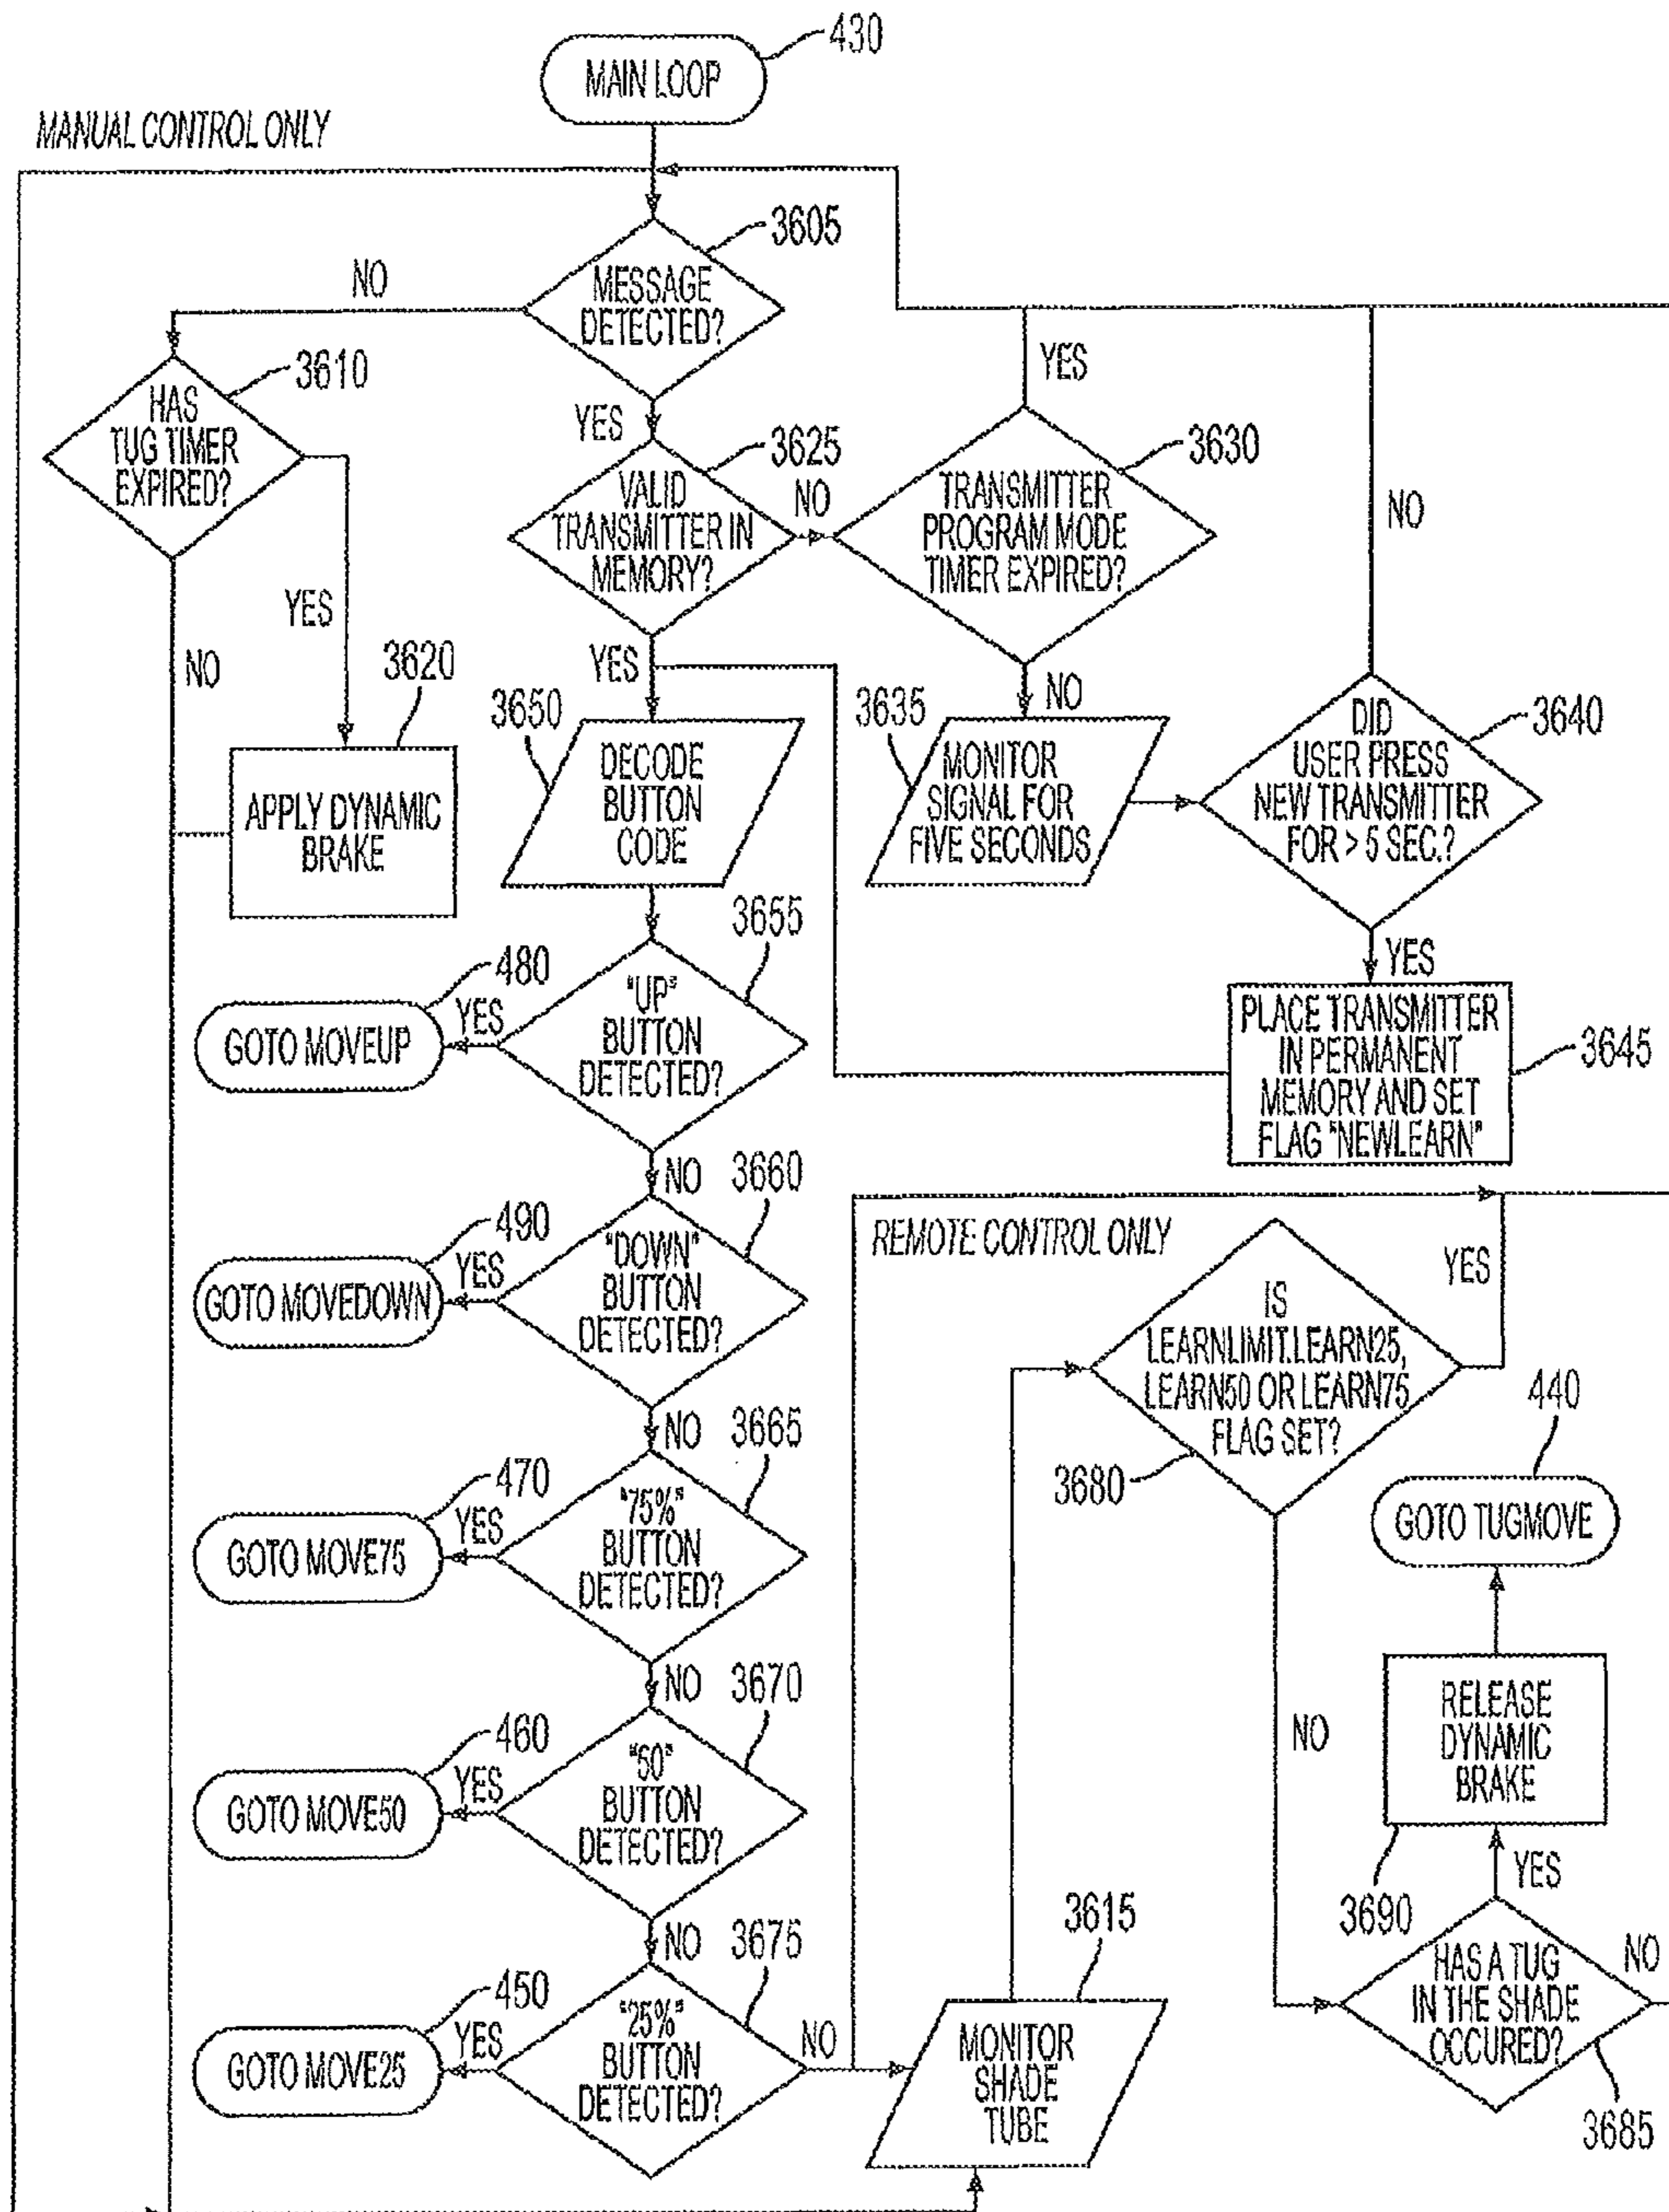 430
MAIN LOOP
MANUAL CONTROL ONLY
3605
MESSAGE
DETECTED?
NO
YES
3610
HAS
TUG TIMER
EXPIRED?
YES
NO
3620
APPLY DYNAMIC
BRAKE
3625
VALID
TRANSMITTER IN
MEMORY?
NO
YES
3630
TRANSMITTER
PROGRAM MODE
TIMER EXPIRED?
YES
NO
3635
MONITOR
SIGNAL FOR
FIVE SECONDS
3640
DID
USER PRESS
NEW TRANSMITTER
FOR > 5 SEC.?
NO
YES
PLACE TRANSMITTER
IN PERMANENT
MEMORY AND SET
FLAG "NEWLEARN"
3645
3650
DECODE
BUTTON
CODE
3655
"UP"
BUTTON
DETECTED?
YES
480
GOTO MOVEUP
NO
3660
"DOWN"
BUTTON
DETECTED?
YES
490
GOTO MOVEDOWN
NO
3665
"75%"
BUTTON
DETECTED?
YES
470
GOTO MOVE75
NO
3670
"50"
BUTTON
DETECTED?
YES
460
GOTO MOVE50
NO
3675
"25%"
BUTTON
DETECTED?
YES
450
GOTO MOVE25
NO
3615
MONITOR
SHADE
TUBE
REMOTE CONTROL ONLY
IS
LEARNLIMIT.LEARN25,
LEARN50 OR LEARN75
FLAG SET?
3680
YES
NO
440
GOTO TUGMOVE
RELEASE
DYNAMIC
BRAKE
3690
YES
HAS A TUG
IN THE SHADE
OCCURED?
NO
3685